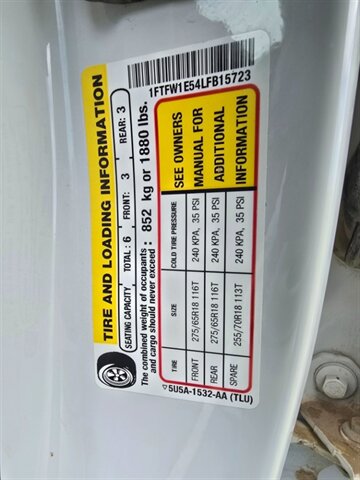 TIRE AND LOADING INFORMATION
SEATING CAPACITY TOTAL: 6 FRONT: 3 REAR: 3
The combined weight of occupants and cargo should never exceed : 852 kg or 1880 lbs.
TIRE SIZE COLD TIRE PRESSURE
FRONT 275/65R18 116T 240 KPA, 35 PSI
REAR 275/65R18 116T 240 KPA, 35 PSI
SPARE 255/70R18 113T 240 KPA, 35 PSI
SEE OWNERS
MANUAL FOR
ADDITIONAL
INFORMATION
5U5A-1532-AA (TLU)
1FTFW1E54LFB15723